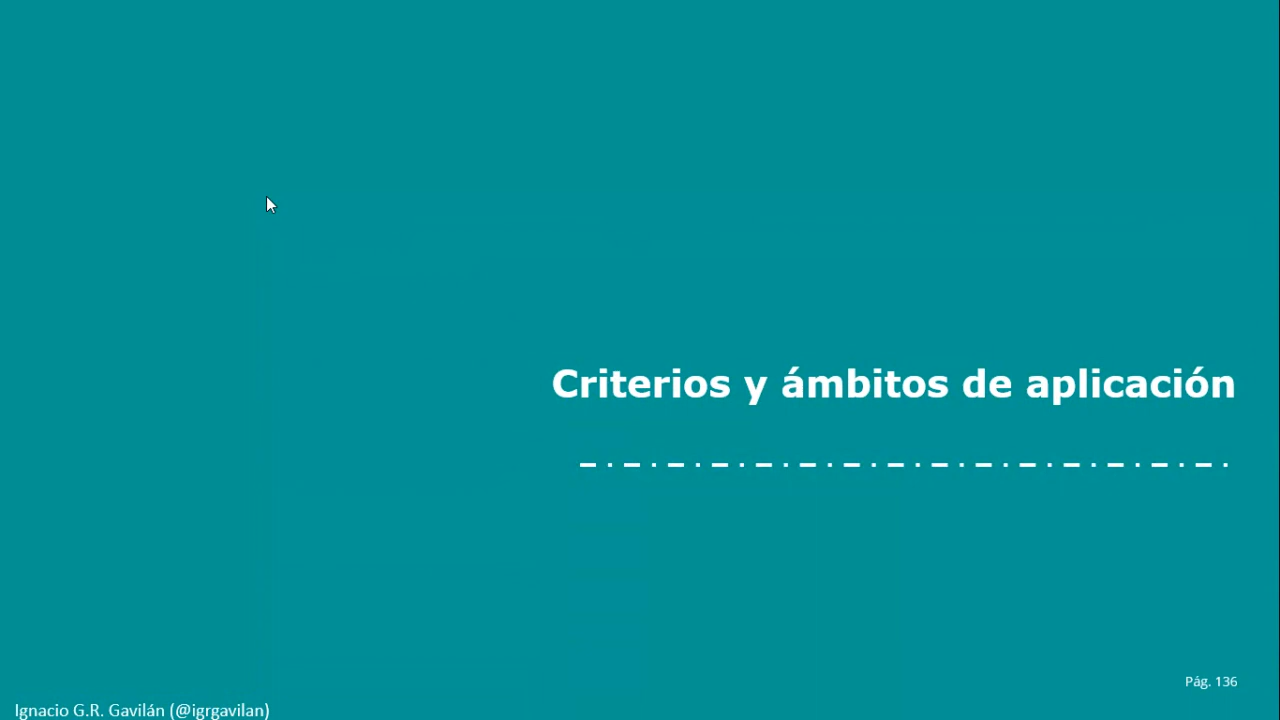 Criterios y ámbitos de aplicación
Pág. 136
Ignacio G.R. Gavilán (@igrgavilan)